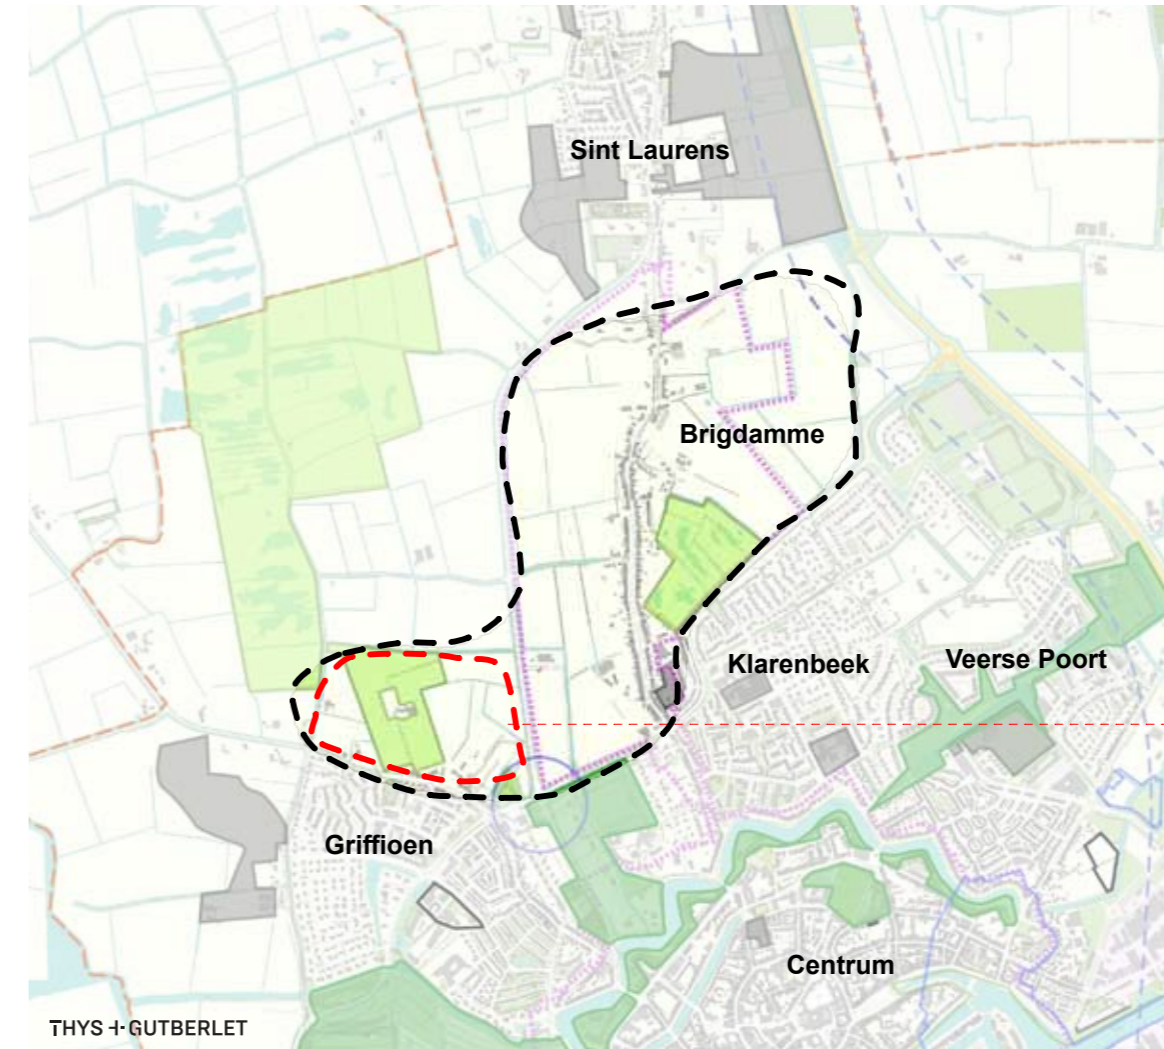 Sint Laurens
Brigdamme
Klarenbeek
Veerse Poort
Griffioen
Centrum
THYS + GUTBERLET